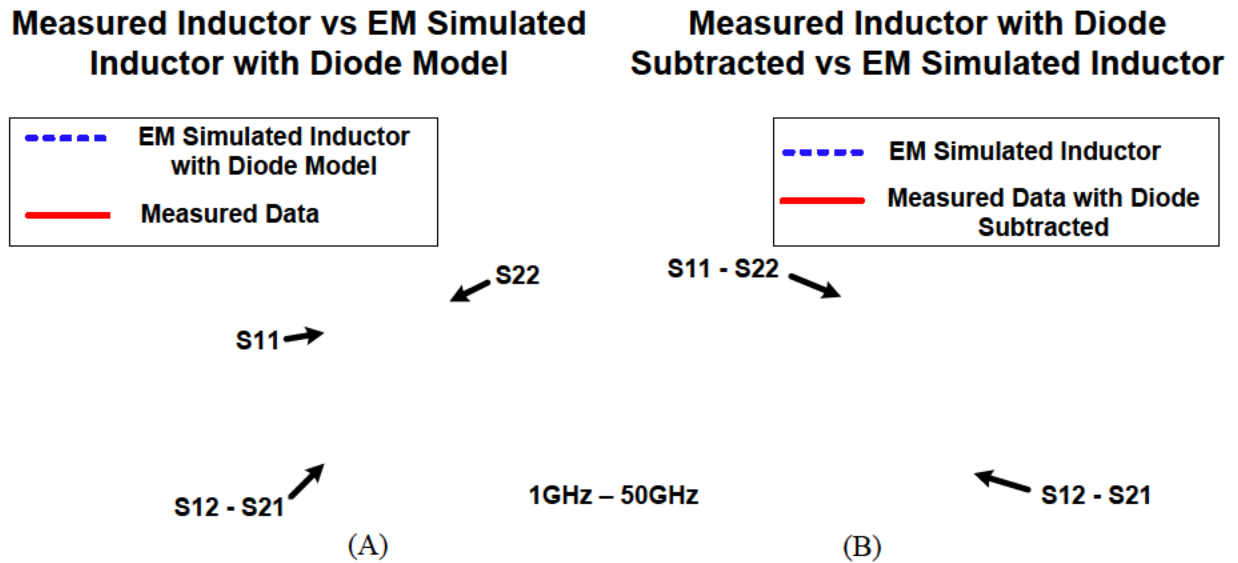 Measured Inductor vs EM Simulated
Inductor with Diode Model
EM Simulated Inductor
with Diode Model
Measured Data
S22
S11
S12 - S21
(A)
1GHz – 50GHz
Measured Inductor with Diode
Subtracted vs EM Simulated Inductor
EM Simulated Inductor
Measured Data with Diode
Subtracted
S11 - S22
S12 - S21
(B)